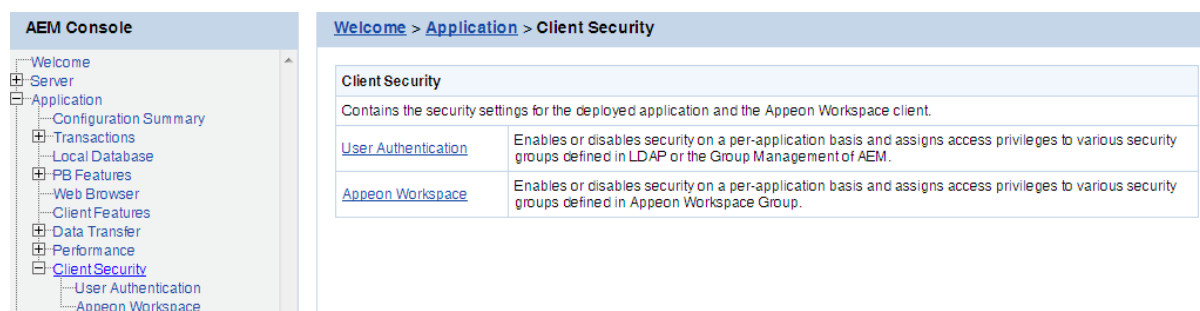 AEM Console
Welcome
Server
Application
Configuration Summary
Transactions
Local Database
PB Features
Web Browser
Client Features
Data Transfer
Performance
Client Security
User Authentication
Appeon Workspace
Welcome > Application > Client Security
Client Security
Contains the security settings for the deployed application and the Appeon Workspace client.
User Authentication
Enables or disables security on a per-application basis and assigns access privileges to various security
groups defined in LDAP or the Group Management of AEM.
Appeon Workspace
Enables or disables security on a per-application basis and assigns access privileges to various security
groups defined in Appeon Workspace Group.